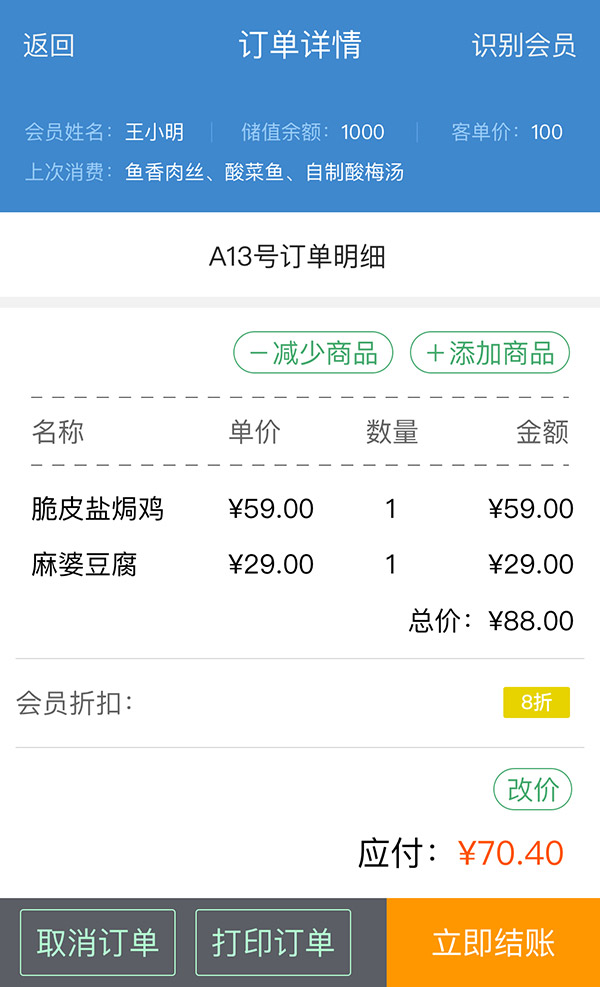 返回 订单详情 识别会员
会员姓名：王小明 储值余额：1000 客单价：100
上次消费：鱼香肉丝、酸菜鱼、自制酸梅汤
A13号订单明细
－减少商品 ＋添加商品
名称 单价 数量 金额
脆皮盐焗鸡 ¥59.00 1 ¥59.00
麻婆豆腐 ¥29.00 1 ¥29.00
总价：¥88.00
会员折扣： 8折
改价
应付：¥70.40
取消订单 打印订单 立即结账